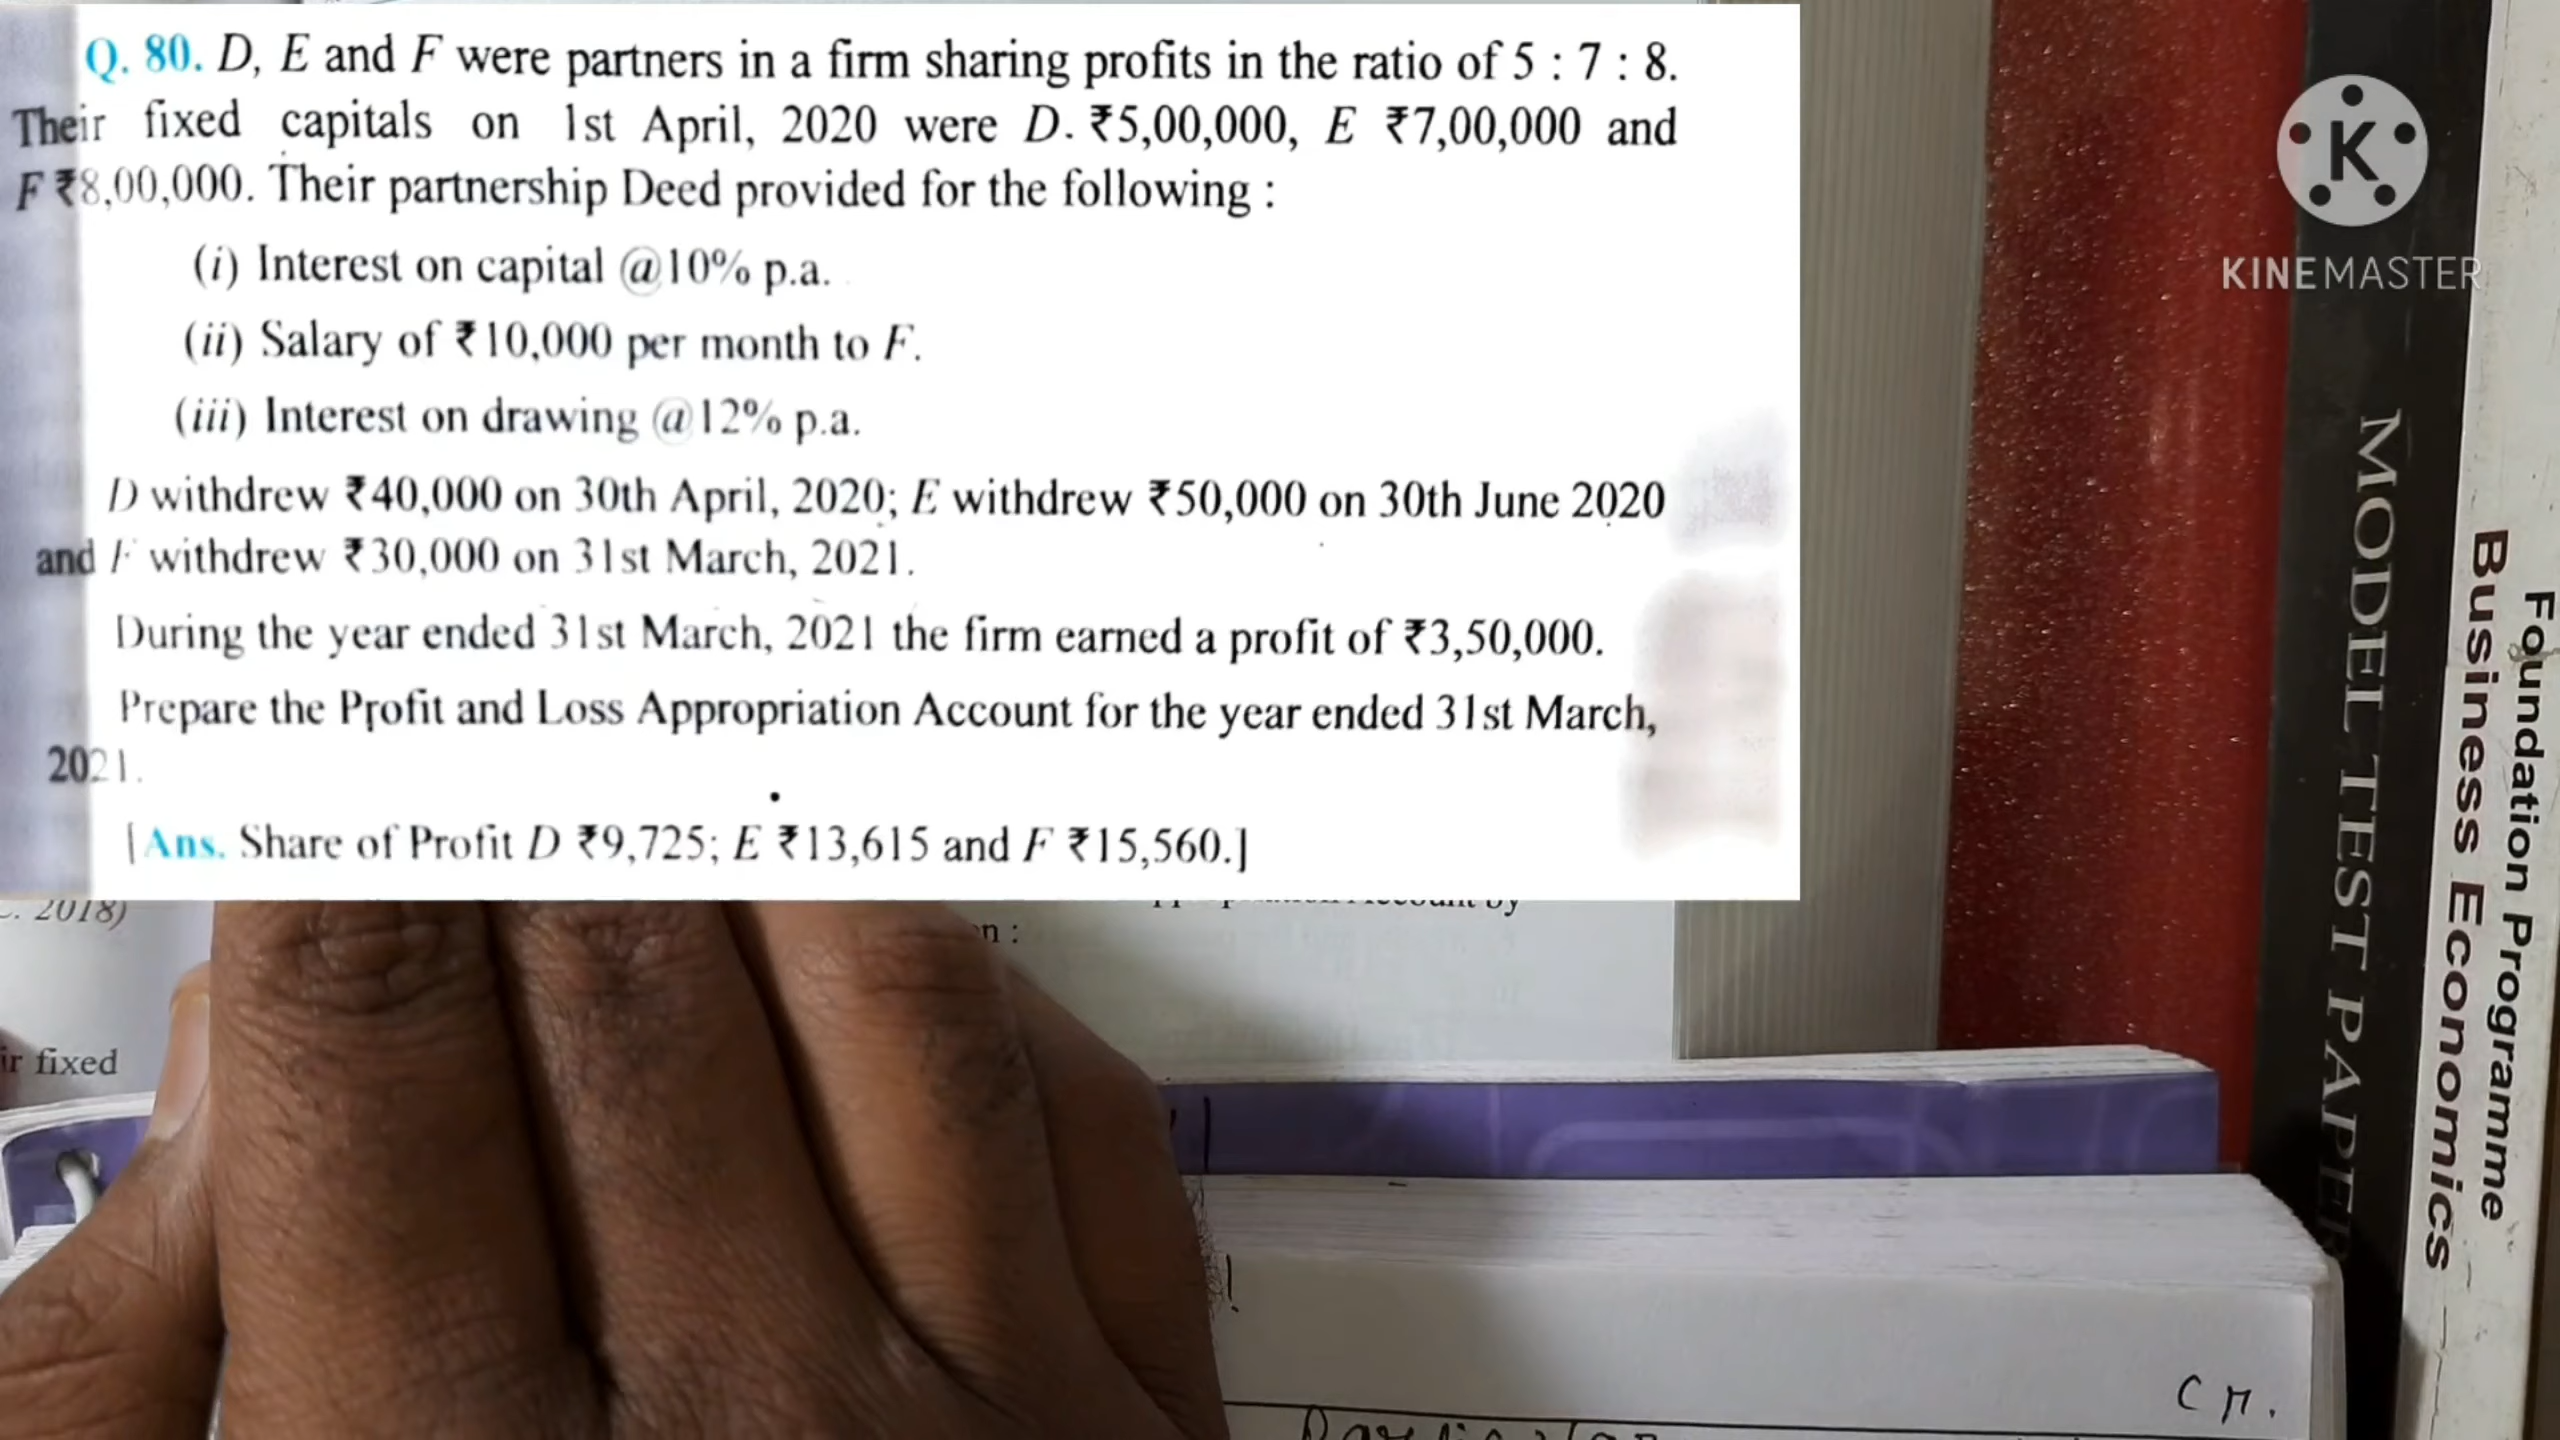 Q. 80. D, E and F were partners in a firm sharing profits in the ratio of 5 : 7 : 8.
Their fixed capitals on 1st April, 2020 were D. ₹5,00,000, E ₹7,00,000 and
F ₹8,00,000. Their partnership Deed provided for the following :
(i) Interest on capital @10% p.a.
(ii) Salary of ₹10,000 per month to F.
(iii) Interest on drawing @12% p.a.
D withdrew ₹40,000 on 30th April, 2020; E withdrew ₹50,000 on 30th June 2020
and F withdrew ₹30,000 on 31st March, 2021.
During the year ended 31st March, 2021 the firm earned a profit of ₹3,50,000.
Prepare the Profit and Loss Appropriation Account for the year ended 31st March,
2021.
[Ans. Share of Profit D ₹9,725; E ₹13,615 and F ₹15,560.]
K
KINEMASTER
MODEL TEST PAPER
Foundation Programme
Business Economics
2018)
by
n :
ir fixed